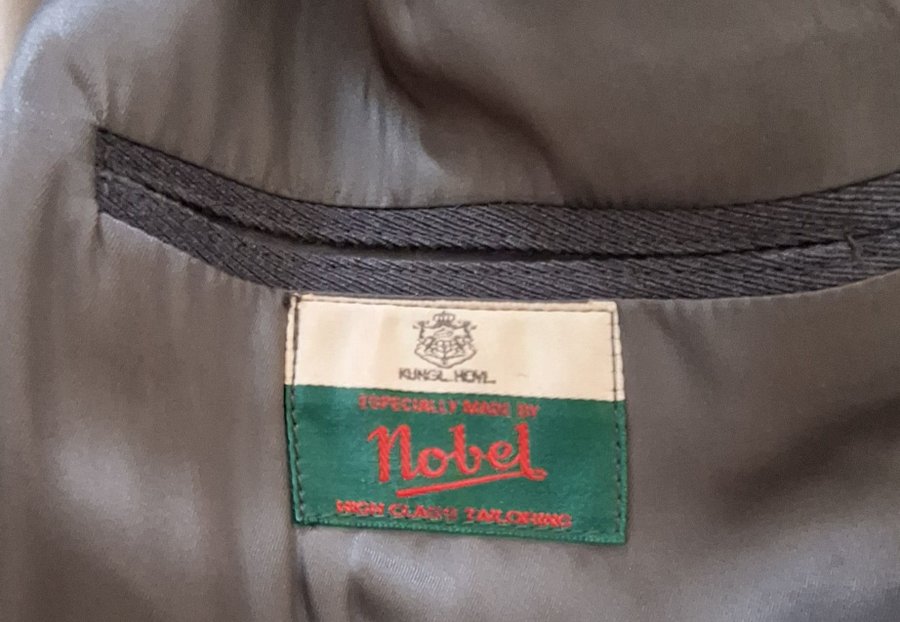 KUNGL. HOVL.
ESPECIALLY MADE BY
Nobel
HIGH CLASS TAILORING